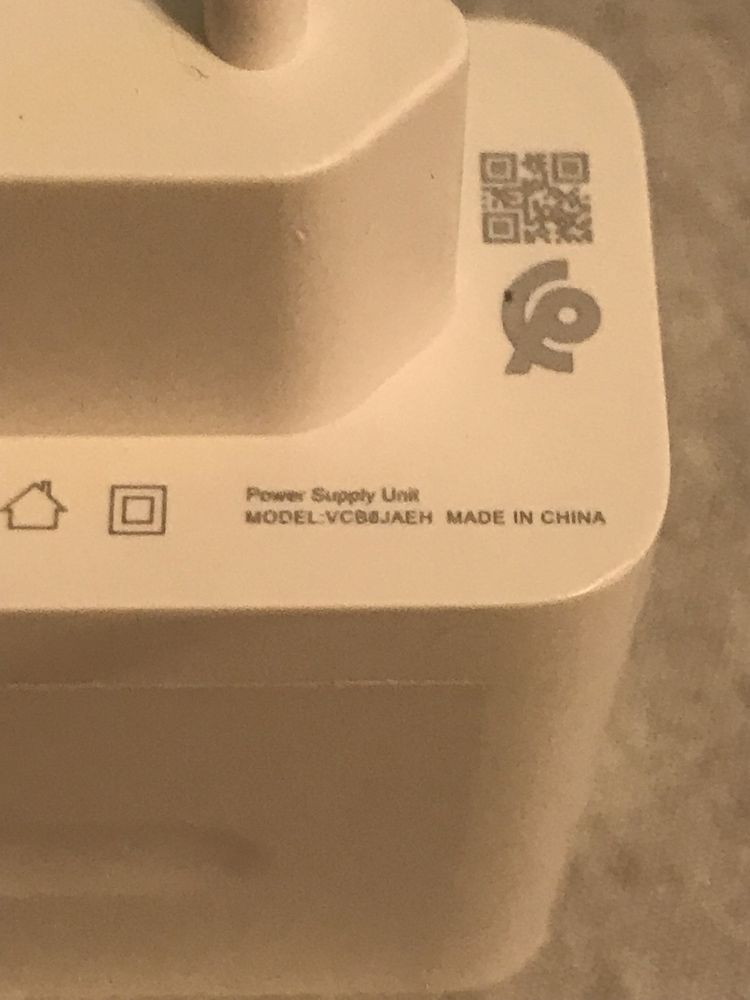 Power Supply Unit
MODEL:VCB8JAEH MADE IN CHINA